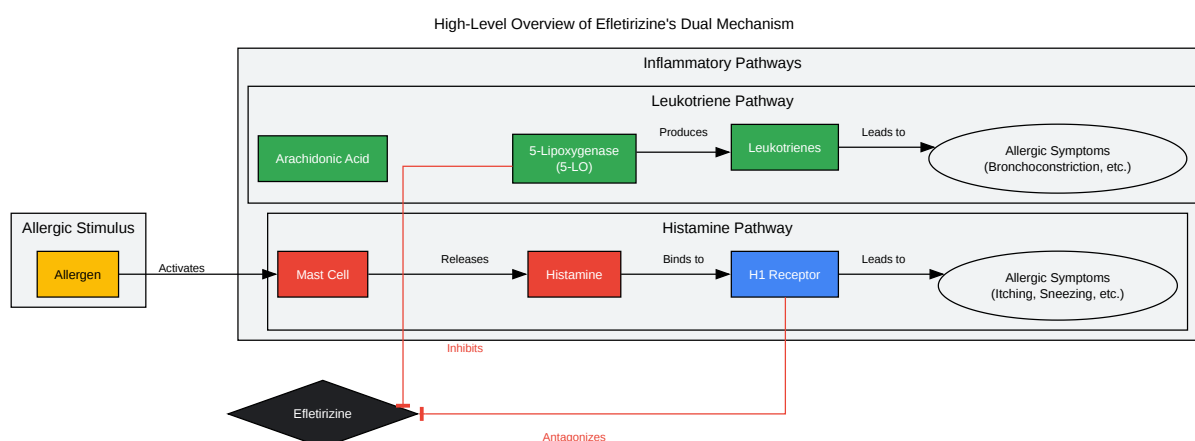 High-Level Overview of Efletirizine's Dual Mechanism
Inflammatory Pathways
Leukotriene Pathway
Arachidonic Acid
5-Lipoxygenase
(5-LO)
Produces
Leukotrienes
Leads to
Allergic Symptoms
(Bronchoconstriction, etc.)
Allergic Stimulus
Allergen
Activates
Histamine Pathway
Mast Cell
Releases
Histamine
Binds to
H1 Receptor
Leads to
Allergic Symptoms
(Itching, Sneezing, etc.)
Inhibits
Efletirizine
Antagonizes